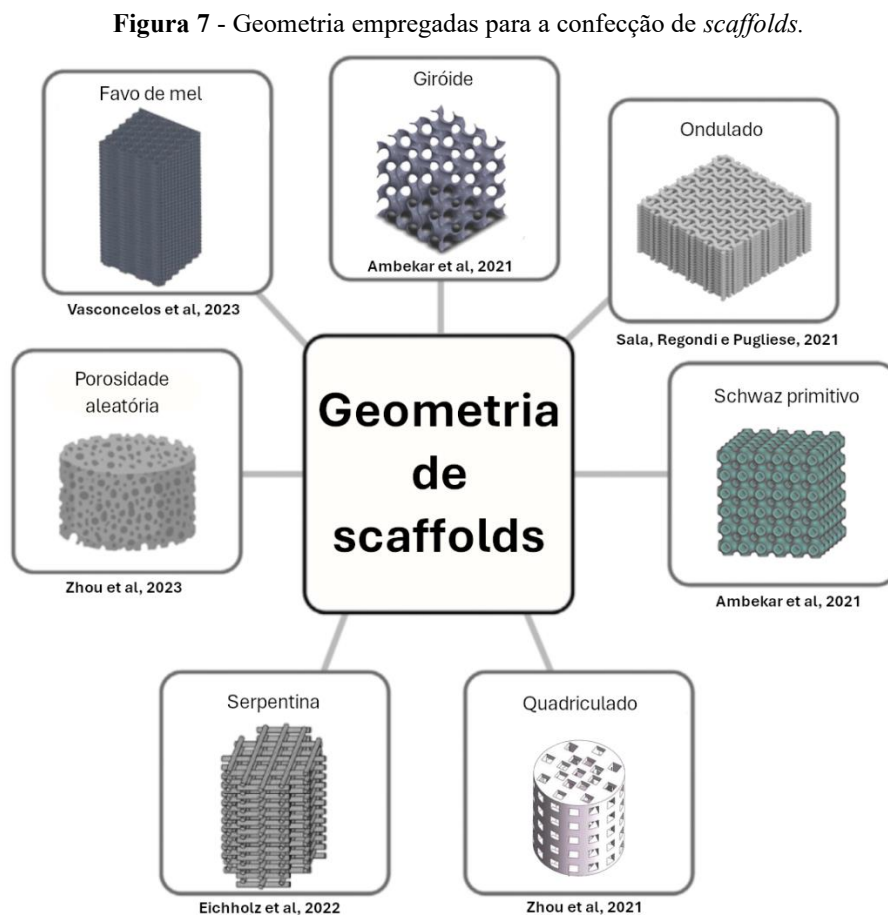 Figura 7 - Geometria empregadas para a confecção de scaffolds.
Favo de mel
Vasconcelos et al, 2023
Giróide
Ambekar et al, 2021
Ondulado
Sala, Regondi e Pugliese, 2021
Porosidade
aleatória
Zhou et al, 2023
Geometria
de
scaffolds
Schwaz primitivo
Ambekar et al, 2021
Serpentina
Eichholz et al, 2022
Quadriculado
Zhou et al, 2021